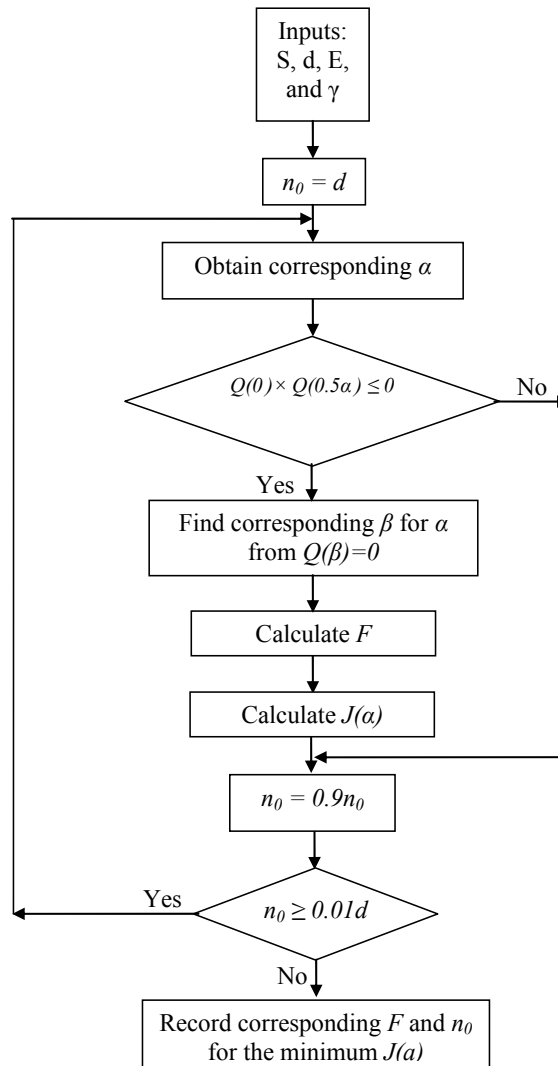 Inputs:
S, d, E,
and γ
n₀ = d
Obtain corresponding α
Q(0) × Q(0.5α) ≤ 0
No
Yes
Find corresponding β for α
from Q(β)=0
Calculate F
Calculate J(α)
n₀ = 0.9n₀
Yes
n₀ ≥ 0.01d
No
Record corresponding F and n₀
for the minimum J(a)